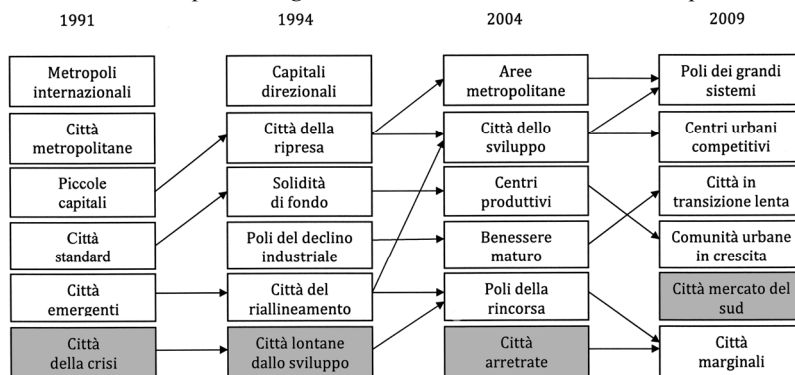 1991 1994 2004 2009
Metropoli
internazionali
Capitali
direzionali
Aree
metropolitane
Poli dei grandi
sistemi
Città
metropolitane
Città della
ripresa
Città dello
sviluppo
Centri urbani
competitivi
Piccole
capitali
Solidità
di fondo
Centri
produttivi
Città in
transizione lenta
Città
standard
Poli del declino
industriale
Benessere
maturo
Comunità urbane
in crescita
Città
emergenti
Città del
riallineamento
Poli della
rincorsa
Città mercato del
sud
Città
della crisi
Città lontane
dallo sviluppo
Città
arretrate
Città
marginali